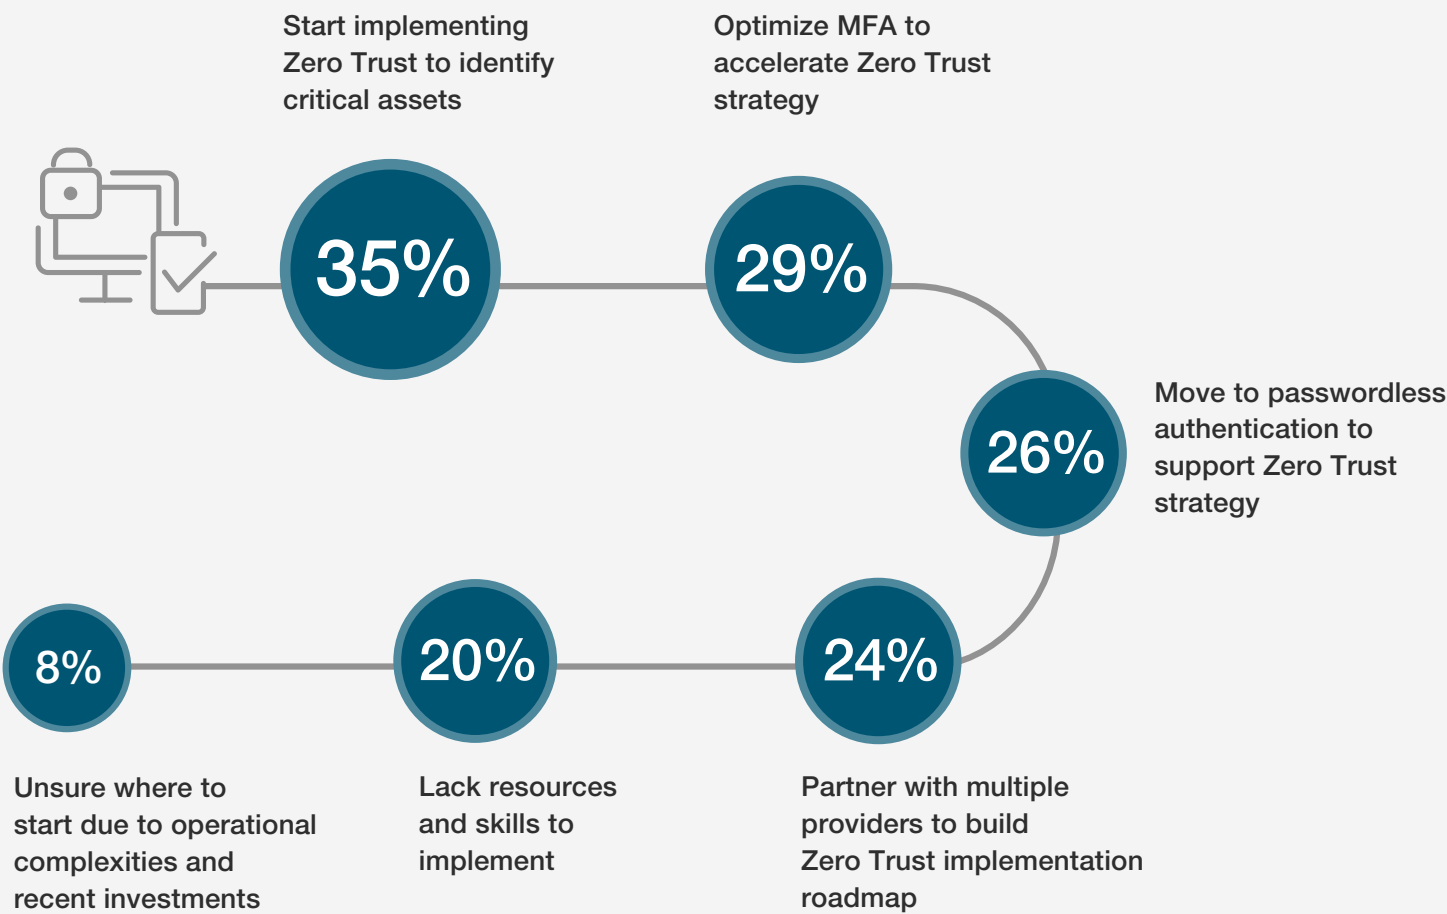 Start implementing
Zero Trust to identify
critical assets
35%
Optimize MFA to
accelerate Zero Trust
strategy
29%
26%
Move to passwordless
authentication to
support Zero Trust
strategy
24%
Partner with multiple
providers to build
Zero Trust implementation
roadmap
20%
Lack resources
and skills to
implement
8%
Unsure where to
start due to operational
complexities and
recent investments